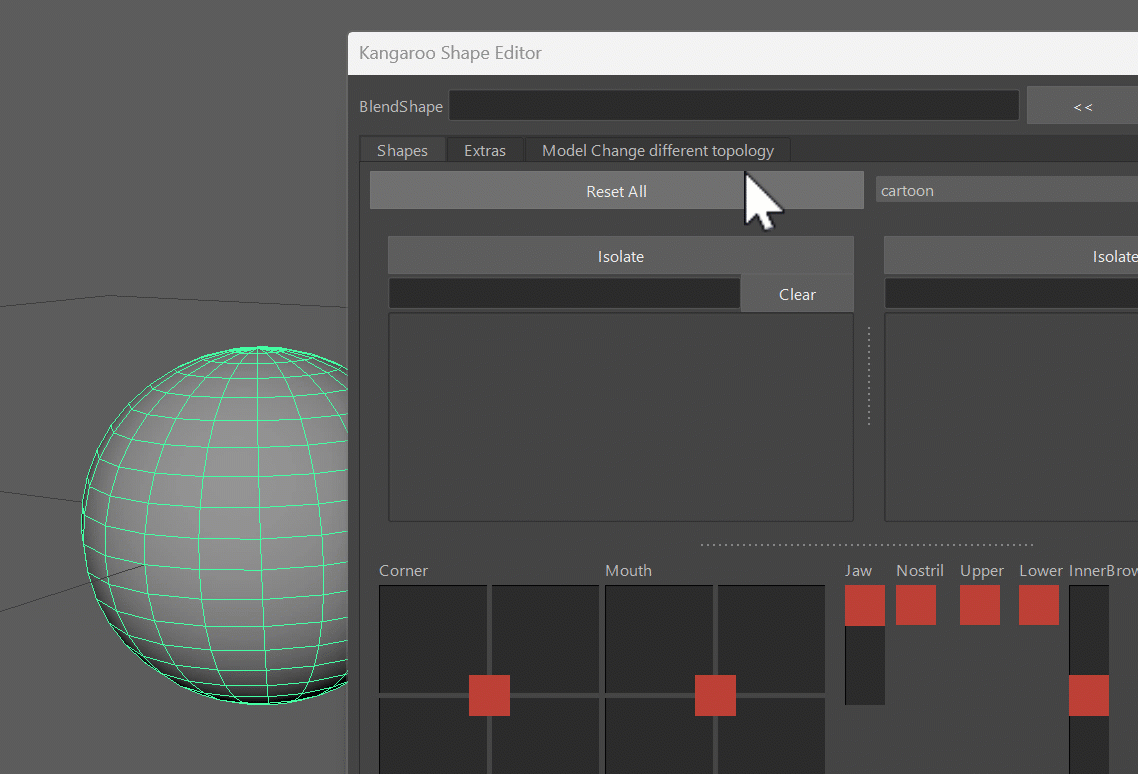 Kangaroo Shape Editor
BlendShape <<
Shapes Extras Model Change different topology
Reset All cartoon
Isolate Isolate
Clear
Corner Mouth Jaw Nostril Upper Lower InnerBrow